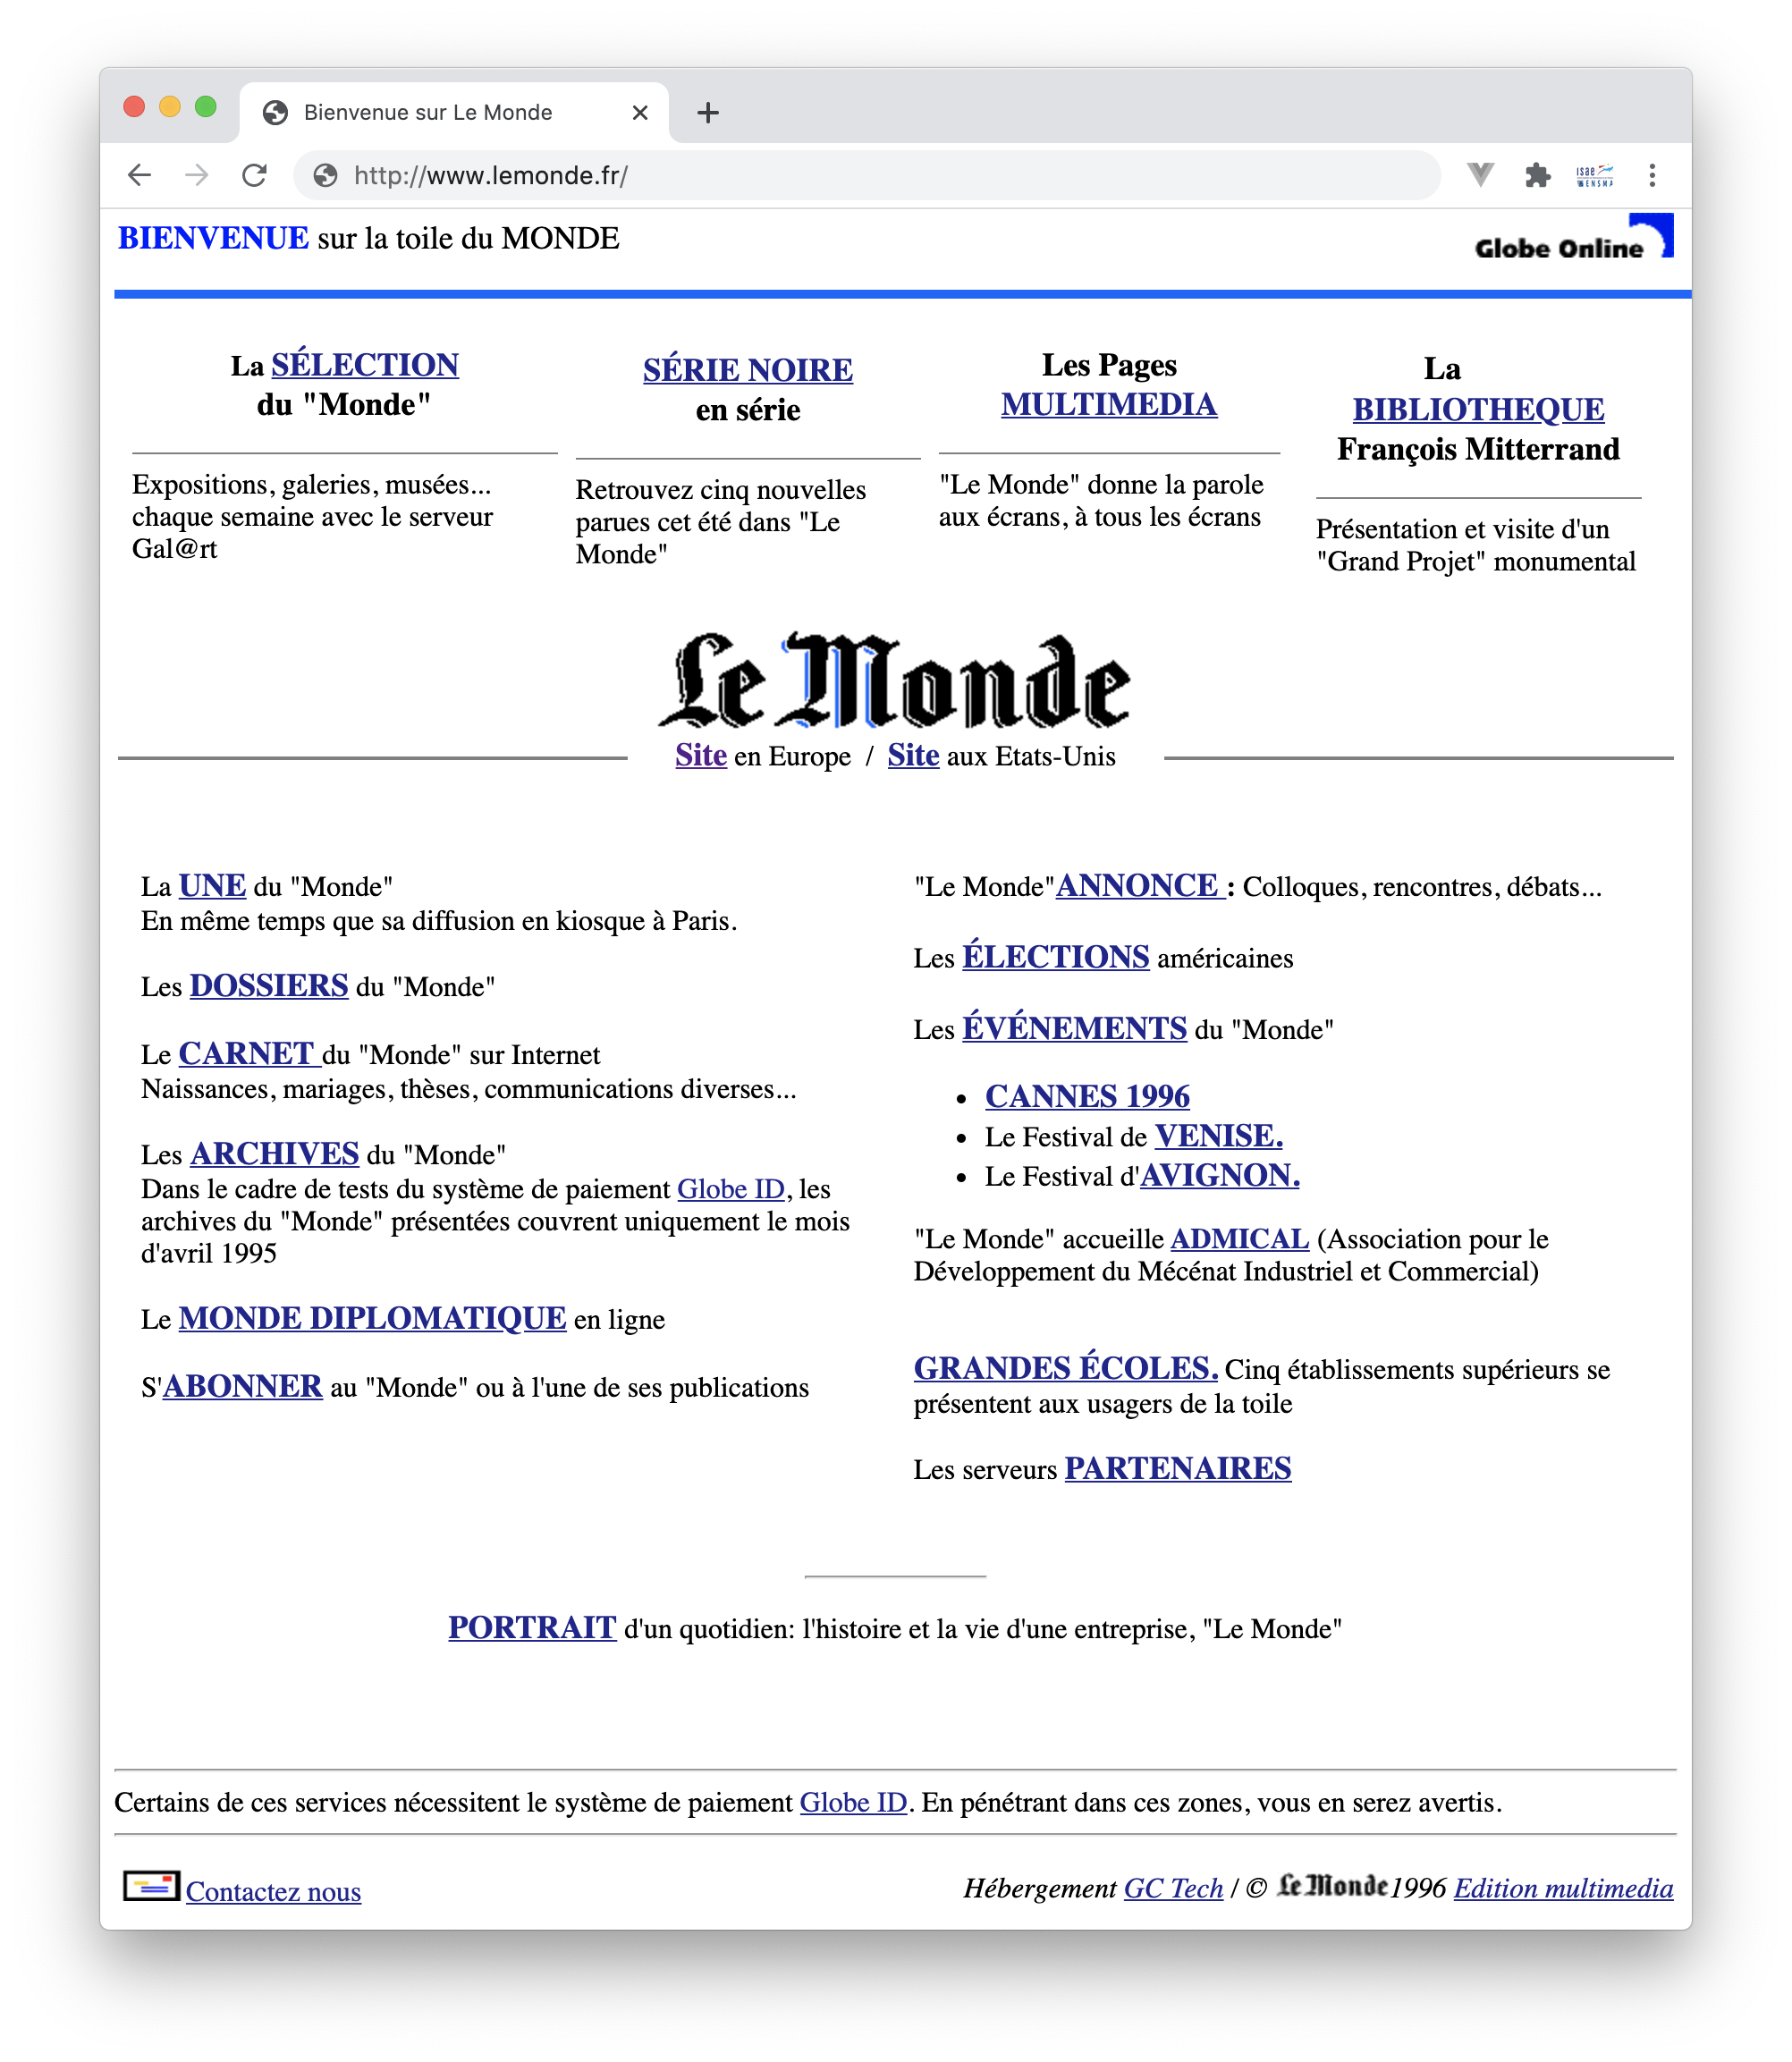 Bienvenue sur Le Monde
http://www.lemonde.fr/
isae
ENSMA
BIENVENUE sur la toile du MONDE
Globe Online
La SÉLECTION
du "Monde"
Expositions, galeries, musées...
chaque semaine avec le serveur
Gal@rt
SÉRIE NOIRE
en série
Retrouvez cinq nouvelles
parues cet été dans "Le
Monde"
Les Pages
MULTIMEDIA
"Le Monde" donne la parole
aux écrans, à tous les écrans
La
BIBLIOTHEQUE
François Mitterrand
Présentation et visite d'un
"Grand Projet" monumental
Le Monde
Site en Europe / Site aux Etats-Unis
La UNE du "Monde"
En même temps que sa diffusion en kiosque à Paris.
Les DOSSIERS du "Monde"
Le CARNET du "Monde" sur Internet
Naissances, mariages, thèses, communications diverses...
Les ARCHIVES du "Monde"
Dans le cadre de tests du système de paiement Globe ID, les
archives du "Monde" présentées couvrent uniquement le mois
d'avril 1995
Le MONDE DIPLOMATIQUE en ligne
S'ABONNER au "Monde" ou à l'une de ses publications
"Le Monde"ANNONCE : Colloques, rencontres, débats...
Les ÉLECTIONS américaines
Les ÉVÉNEMENTS du "Monde"
• CANNES 1996
• Le Festival de VENISE.
• Le Festival d'AVIGNON.
"Le Monde" accueille ADMICAL (Association pour le
Développement du Mécénat Industriel et Commercial)
GRANDES ÉCOLES. Cinq établissements supérieurs se
présentent aux usagers de la toile
Les serveurs PARTENAIRES
PORTRAIT d'un quotidien: l'histoire et la vie d'une entreprise, "Le Monde"
Certains de ces services nécessitent le système de paiement Globe ID. En pénétrant dans ces zones, vous en serez avertis.
Contactez nous
Hébergement GC Tech / © Le Monde 1996 Edition multimedia